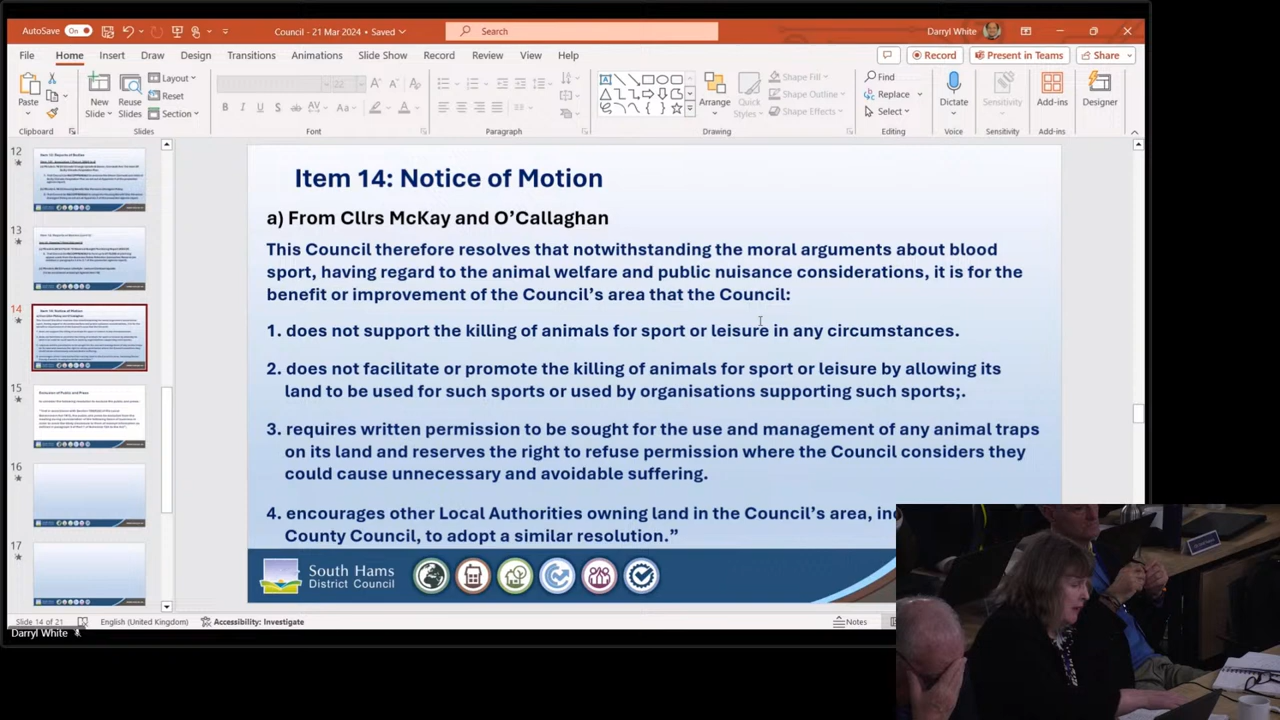 AutoSave On
Council - 21 Mar 2024 • Saved
Search
Darryl White
File Home Insert Draw Design Transitions Animations Slide Show Record Review View Help
Record Present in Teams Share
Paste
New Slide
Reuse Slides
Layout
Reset
Section
Arrange
Quick Styles
Shape Fill
Shape Outline
Shape Effects
Find
Replace
Select
Dictate
Sensitivity
Add-ins
Designer
Clipboard Slides Font Paragraph Drawing Editing Voice Sensitivity Add-ins
12
13
14
15
16
17
Item 14: Notice of Motion
a) From Cllrs McKay and O’Callaghan
This Council therefore resolves that notwithstanding the moral arguments about blood
sport, having regard to the animal welfare and public nuisance considerations, it is for the
benefit or improvement of the Council’s area that the Council:
1. does not support the killing of animals for sport or leisure in any circumstances.
2. does not facilitate or promote the killing of animals for sport or leisure by allowing its
land to be used for such sports or used by organisations supporting such sports;.
3. requires written permission to be sought for the use and management of any animal traps
on its land and reserves the right to refuse permission where the Council considers they
could cause unnecessary and avoidable suffering.
4. encourages other Local Authorities owning land in the Council’s area,
County Council, to adopt a similar resolution.”
South Hams
District Council
Slide 14 of 21 English (United Kingdom) Accessibility: Investigate Notes
Darryl White